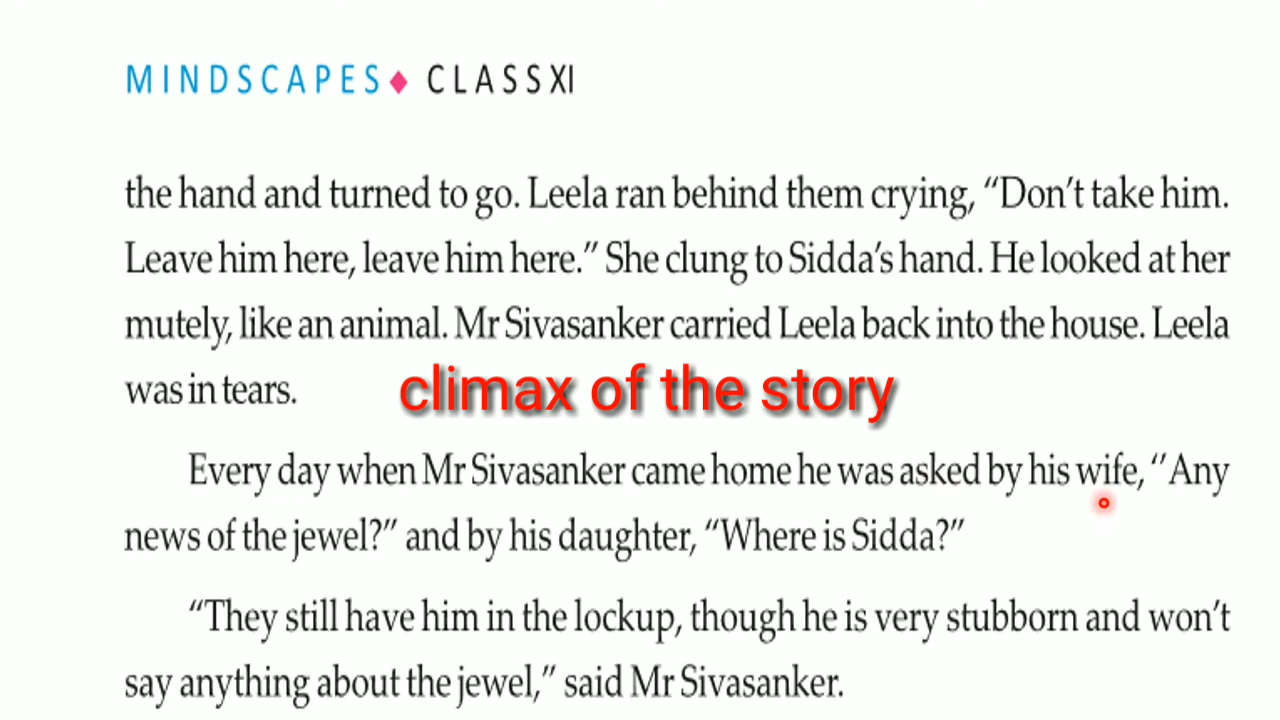 MINDSCAPES♦ CLASS XI
the hand and turned to go. Leela ran behind them crying, “Don’t take him.
Leave him here, leave him here.” She clung to Sidda’s hand. He looked at her
mutely, like an animal. Mr Sivasanker carried Leela back into the house. Leela
was in tears.
climax of the story
Every day when Mr Sivasanker came home he was asked by his wife, “Any
news of the jewel?” and by his daughter, “Where is Sidda?”
“They still have him in the lockup, though he is very stubborn and won’t
say anything about the jewel,” said Mr Sivasanker.